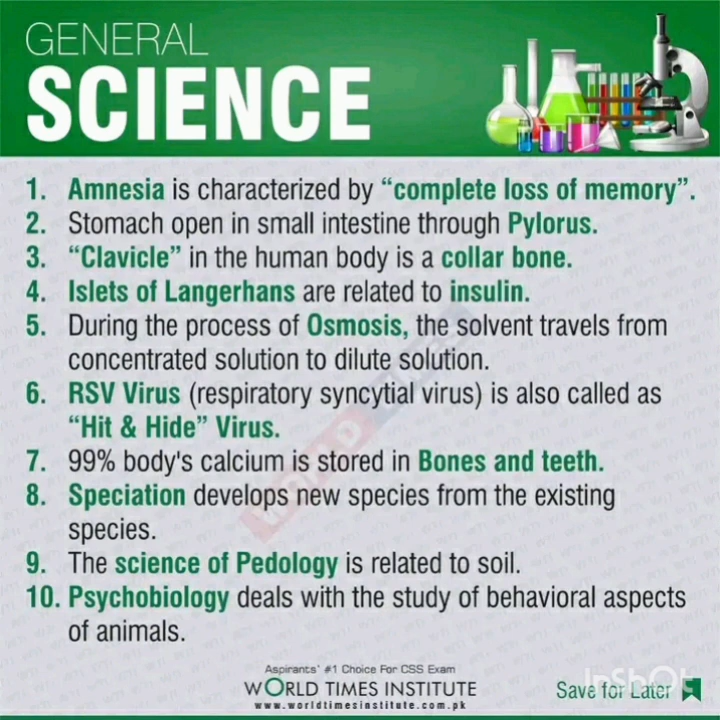 GENERAL
SCIENCE
1. Amnesia is characterized by “complete loss of memory”.
2. Stomach open in small intestine through Pylorus.
3. “Clavicle” in the human body is a collar bone.
4. Islets of Langerhans are related to insulin.
5. During the process of Osmosis, the solvent travels from
concentrated solution to dilute solution.
6. RSV Virus (respiratory syncytial virus) is also called as
“Hit & Hide” Virus.
7. 99% body's calcium is stored in Bones and teeth.
8. Speciation develops new species from the existing
species.
9. The science of Pedology is related to soil.
10. Psychobiology deals with the study of behavioral aspects
of animals.
Aspirants' #1 Choice For CSS Exam
WORLD TIMES INSTITUTE
www.worldtimesinstitute.com.pk
Save for Later
InShOt